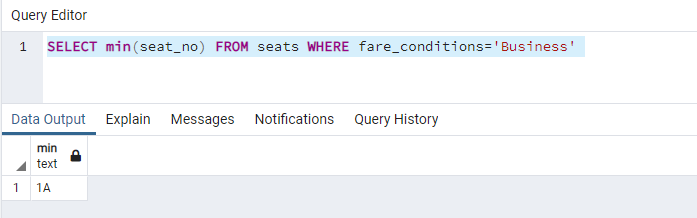 Query Editor
1 SELECT min(seat_no) FROM seats WHERE fare_conditions='Business'
Data Output Explain Messages Notifications Query History
min
text
1 1A